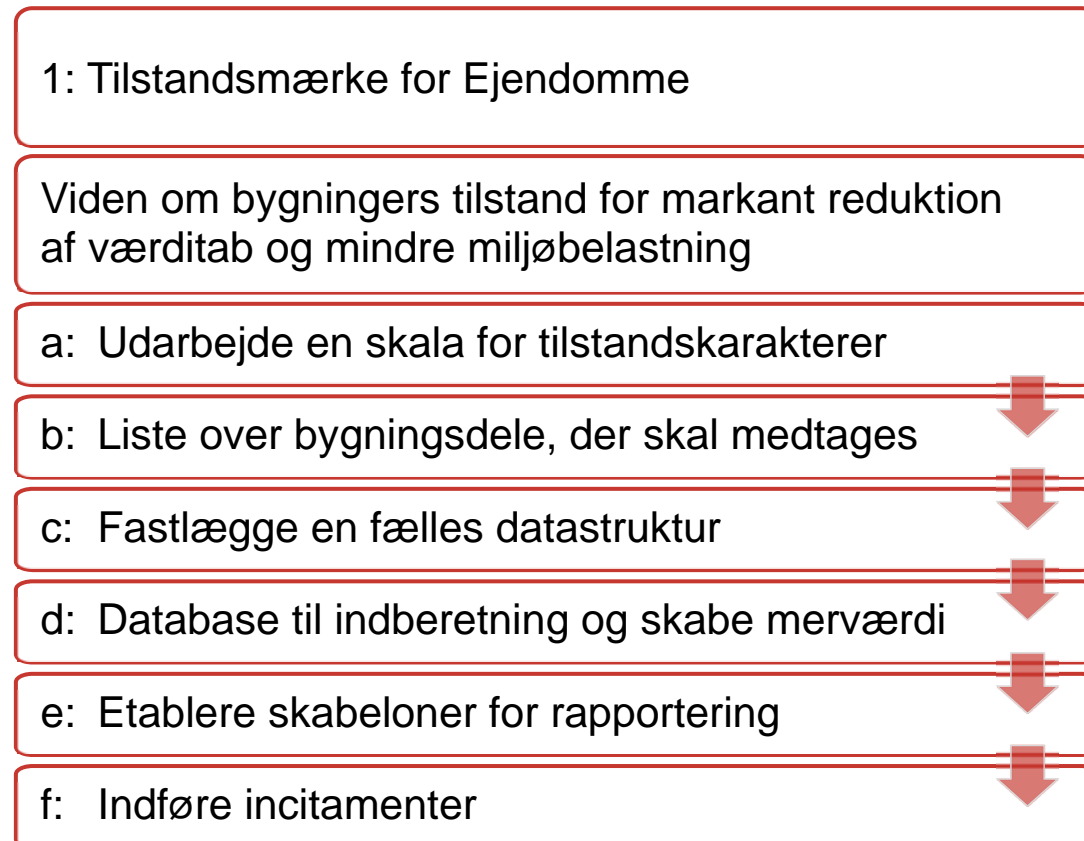 1: Tilstandsmærke for Ejendomme
Viden om bygningers tilstand for markant reduktion
af værditab og mindre miljøbelastning
a: Udarbejde en skala for tilstandskarakterer
b: Liste over bygningsdele, der skal medtages
c: Fastlægge en fælles datastruktur
d: Database til indberetning og skabe merværdi
e: Etablere skabeloner for rapportering
f: Indføre incitamenter